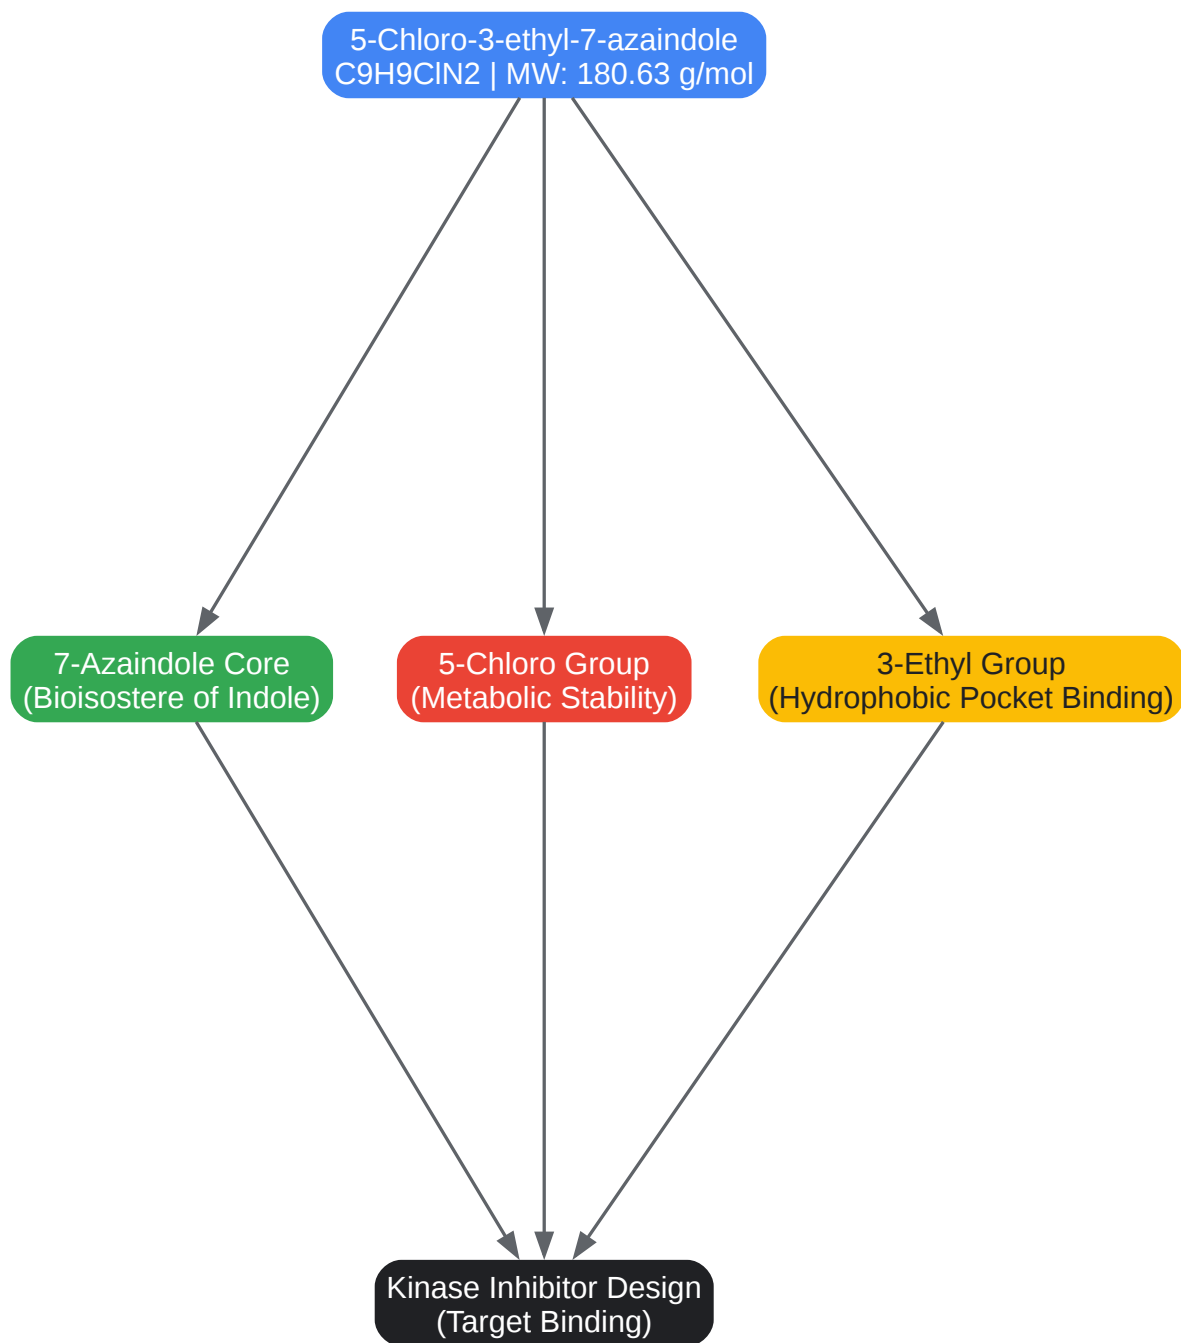 5-Chloro-3-ethyl-7-azaindole
C9H9ClN2 | MW: 180.63 g/mol
7-Azaindole Core
(Bioisostere of Indole)
5-Chloro Group
(Metabolic Stability)
3-Ethyl Group
(Hydrophobic Pocket Binding)
Kinase Inhibitor Design
(Target Binding)